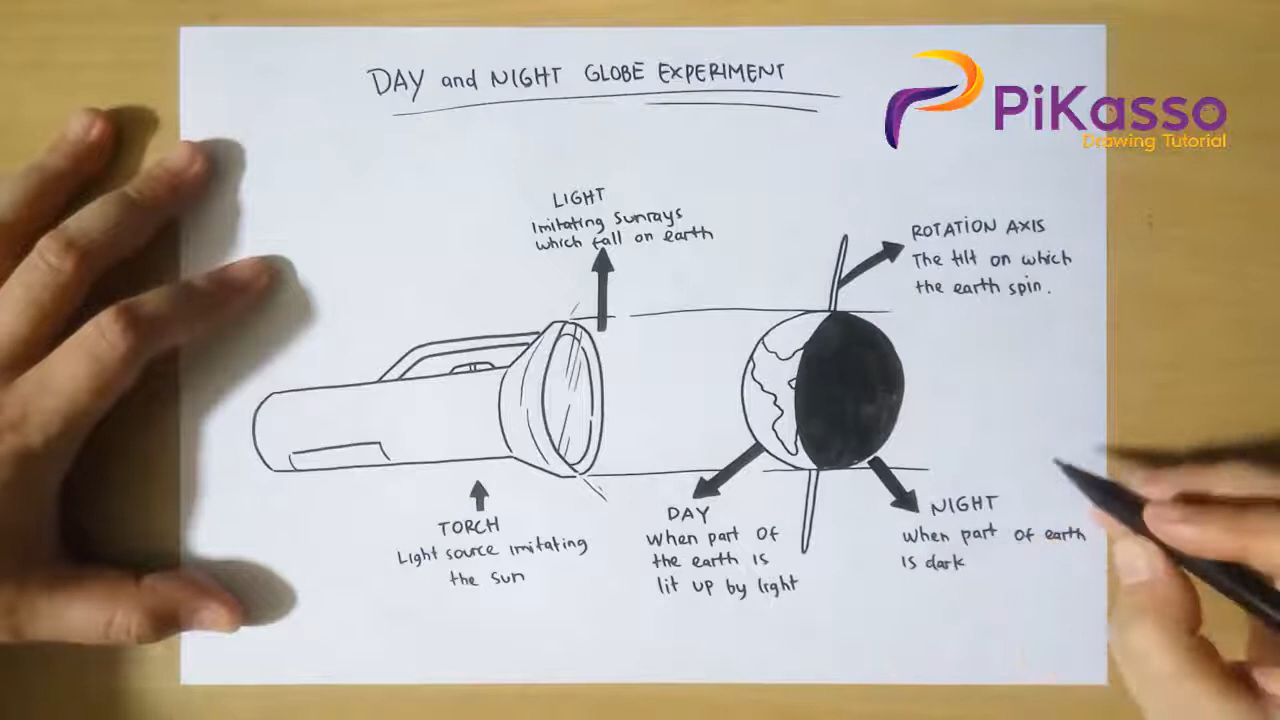 DAY and NIGHT GLOBE EXPERIMENT
PiKasso
Drawing Tutorial
LIGHT
Imitating Sunrays
which fall on earth
ROTATION AXIS
The tilt on which
the earth spin.
TORCH
Light source imitating
the sun
DAY
when part of
the earth is
lit up by light
NIGHT
when part of earth
is dark